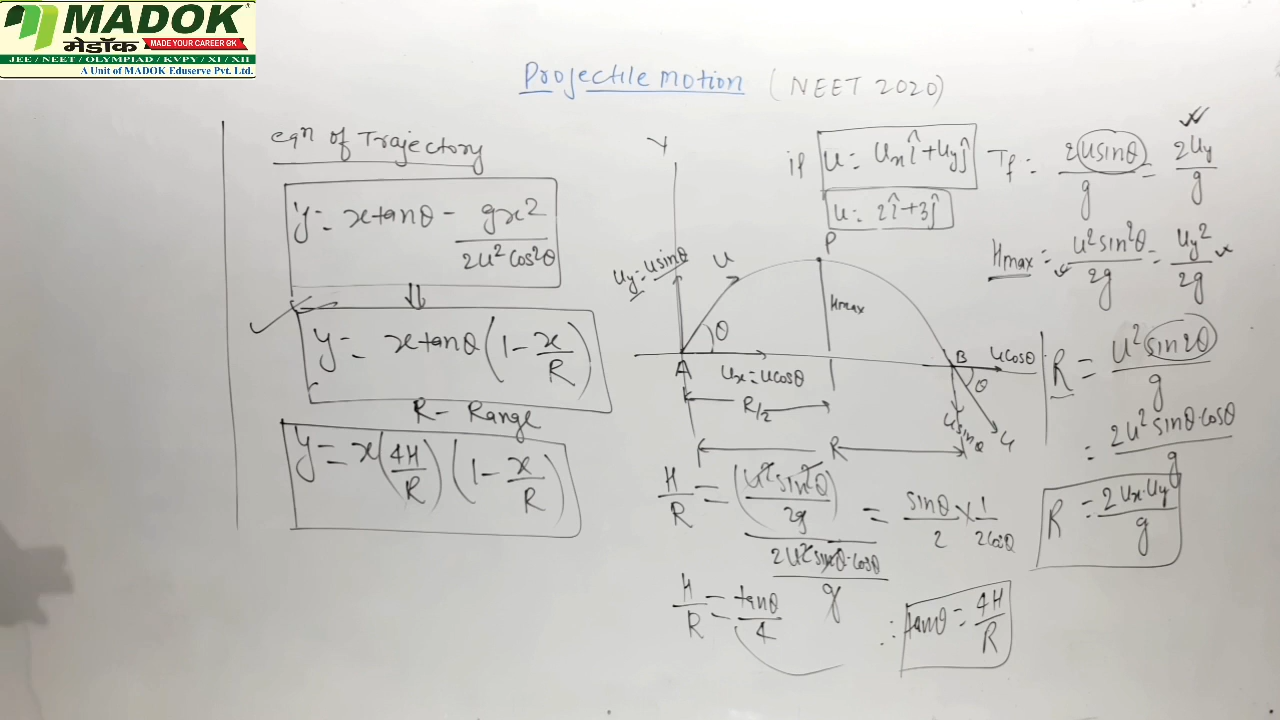 MADOK
मेडॉक MADE YOUR CAREER OK
JEE / NEET / OLYMPIAD / KVPY / XI / XII
A Unit of MADOK Eduserve Pvt. Ltd.
Projectile motion (NEET 2020)
eqn of Trajectory
y = x tanθ - gx²/2u²cos²θ
⇓
y = x tanθ (1 - x/R)
R - Range
y = x (4H/R) (1 - x/R)
Y
if u = uxî + uyĵ
u = 2î + 3ĵ
Tf = 2usinθ/g = 2uy/g
Hmax = u²sin²θ/2g = uy²/2g
P
uy = usinθ
u
Hmax
θ
A
ux = ucosθ
B
ucosθ
θ
usinθ
u
R/2
R
R = u²sin2θ/g
= 2u²sinθ·cosθ/g
R = 2ux·uy/g
H/R = (u²sin²θ/2g) / (2u²sinθ·cosθ/g) = sinθ/2 × 1/2cosθ
H/R = tanθ/4
∴ tanθ = 4H/R